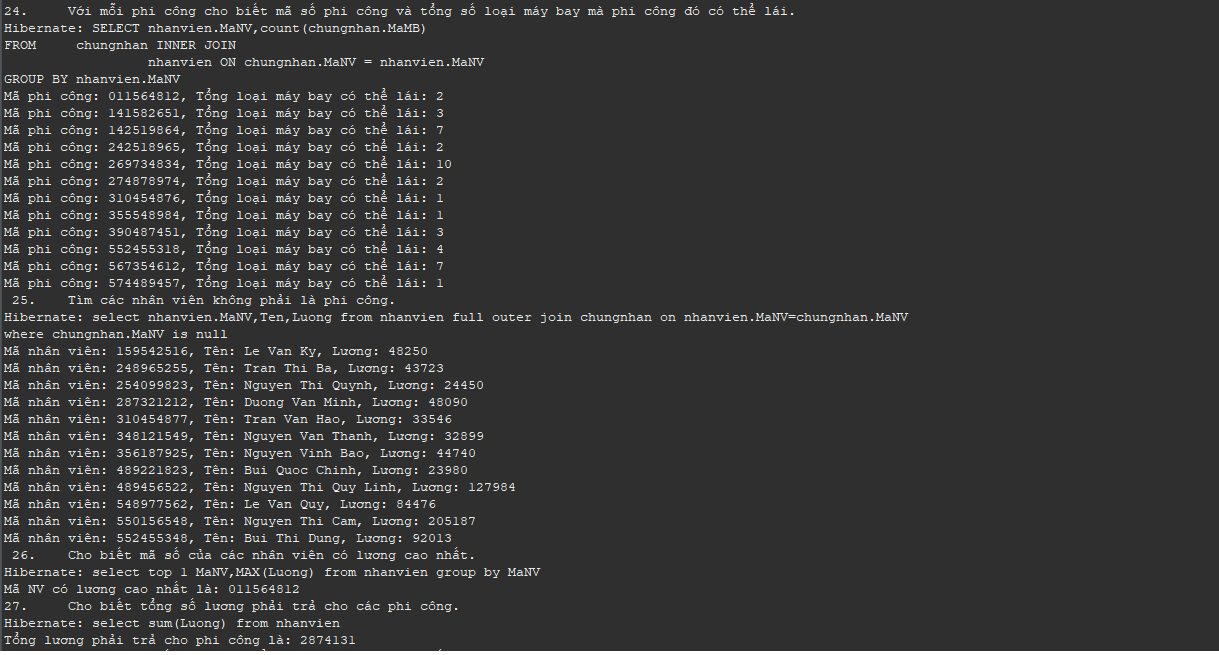 24.    Với mỗi phi công cho biết mã số phi công và tổng số loại máy bay mà phi công đó có thể lái.
Hibernate: SELECT nhanvien.MaNV,count(chungnhan.MaMB)
FROM     chungnhan INNER JOIN
                  nhanvien ON chungnhan.MaNV = nhanvien.MaNV
GROUP BY nhanvien.MaNV
Mã phi công: 011564812, Tổng loại máy bay có thể lái: 2
Mã phi công: 141582651, Tổng loại máy bay có thể lái: 3
Mã phi công: 142519864, Tổng loại máy bay có thể lái: 7
Mã phi công: 242518965, Tổng loại máy bay có thể lái: 2
Mã phi công: 269734834, Tổng loại máy bay có thể lái: 10
Mã phi công: 274878974, Tổng loại máy bay có thể lái: 2
Mã phi công: 310454876, Tổng loại máy bay có thể lái: 1
Mã phi công: 355548984, Tổng loại máy bay có thể lái: 1
Mã phi công: 390487451, Tổng loại máy bay có thể lái: 3
Mã phi công: 552455318, Tổng loại máy bay có thể lái: 4
Mã phi công: 567354612, Tổng loại máy bay có thể lái: 7
Mã phi công: 574489457, Tổng loại máy bay có thể lái: 1
25.    Tìm các nhân viên không phải là phi công.
Hibernate: select nhanvien.MaNV,Ten,Luong from nhanvien full outer join chungnhan on nhanvien.MaNV=chungnhan.MaNV
where chungnhan.MaNV is null
Mã nhân viên: 159542516, Tên: Le Van Ky, Lương: 48250
Mã nhân viên: 248965255, Tên: Tran Thi Ba, Lương: 43723
Mã nhân viên: 254099823, Tên: Nguyen Thi Quynh, Lương: 24450
Mã nhân viên: 287321212, Tên: Duong Van Minh, Lương: 48090
Mã nhân viên: 310454877, Tên: Tran Van Hao, Lương: 33546
Mã nhân viên: 348121549, Tên: Nguyen Van Thanh, Lương: 32899
Mã nhân viên: 356187925, Tên: Nguyen Vinh Bao, Lương: 44740
Mã nhân viên: 489221823, Tên: Bui Quoc Chinh, Lương: 23980
Mã nhân viên: 489456522, Tên: Nguyen Thi Quy Linh, Lương: 127984
Mã nhân viên: 548977562, Tên: Le Van Quy, Lương: 84476
Mã nhân viên: 550156548, Tên: Nguyen Thi Cam, Lương: 205187
Mã nhân viên: 552455348, Tên: Bui Thi Dung, Lương: 92013
26.    Cho biết mã số của các nhân viên có lương cao nhất.
Hibernate: select top 1 MaNV,MAX(Luong) from nhanvien group by MaNV
Mã NV có lương cao nhất là: 011564812
27.    Cho biết tổng số lương phải trả cho các phi công.
Hibernate: select sum(Luong) from nhanvien
Tổng lương phải trả cho phi công là: 2874131